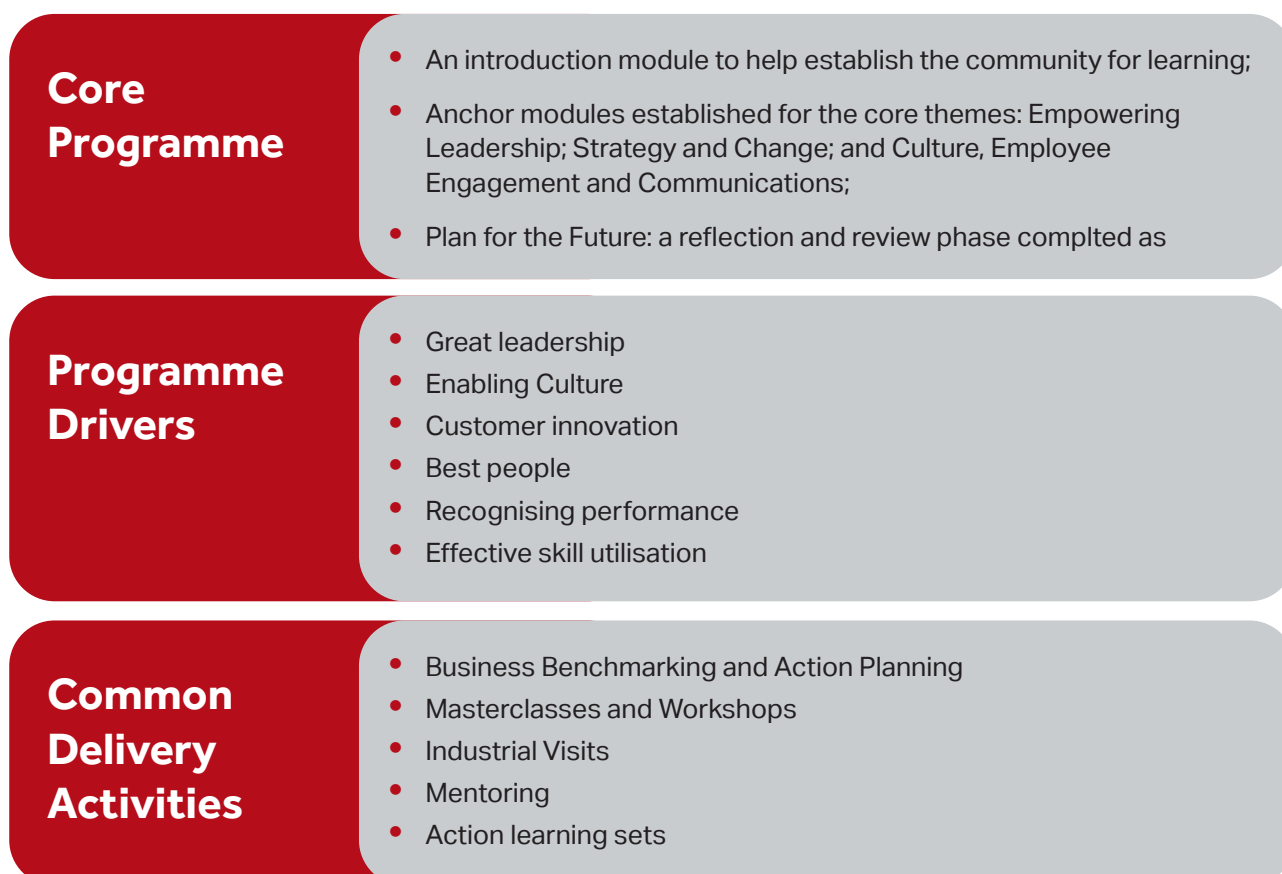 Core
Programme
• An introduction module to help establish the community for learning;
• Anchor modules established for the core themes: Empowering
Leadership; Strategy and Change; and Culture, Employee
Engagement and Communications;
• Plan for the Future: a reflection and review phase complted as
Programme
Drivers
• Great leadership
• Enabling Culture
• Customer innovation
• Best people
• Recognising performance
• Effective skill utilisation
Common
Delivery
Activities
• Business Benchmarking and Action Planning
• Masterclasses and Workshops
• Industrial Visits
• Mentoring
• Action learning sets